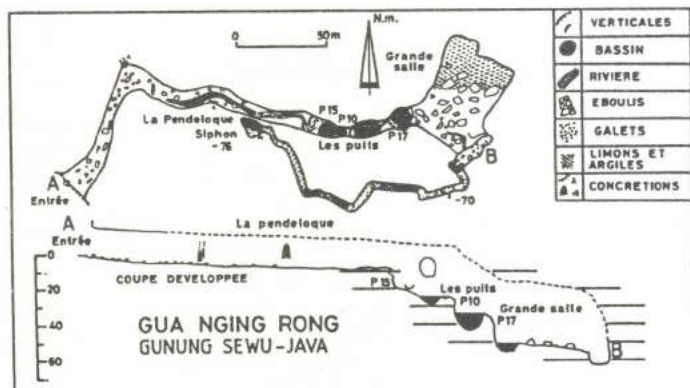 0 50m
N.m.
Grande
salle
P15
P10
La Pendeloque
Siphon
-76
Les puits
P17
A
Entrée
B
-70
VERTICALES
BASSIN
RIVIERE
EBOULIS
GALETS
LIMONS ET
ARGILES
CONCRETIONS
A
Entrée
La pendeloque
0
20
40
60
COUPE DEVELOPPEE
P15
Les puits
P10
Grande salle
P17
B
GUA NGING RONG
GUNUNG SEWU-JAVA